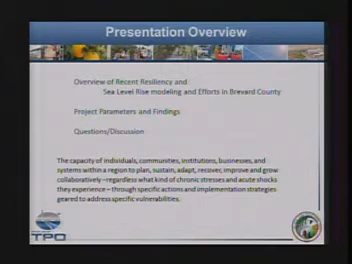 Presentation Overview
Overview of Recent Resiliency and
Sea Level Rise modeling and Efforts in Brevard County
Project Parameters and Findings
Questions/Discussion
The capacity of individuals, communities, institutions, businesses, and
systems within a region to plan, sustain, adapt, recover, improve and grow
collaboratively –regardless what kind of chronic stresses and acute shocks
they experience – through specific actions and implementation strategies
geared to address specific vulnerabilities.
TPO